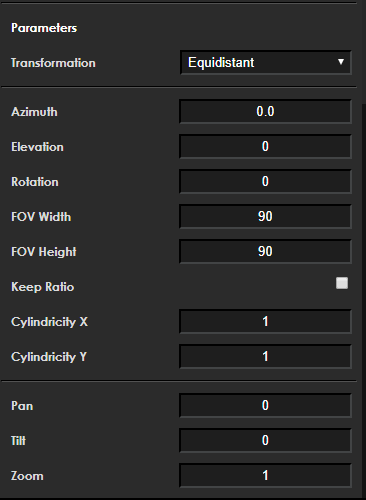 Parameters
Transformation Equidistant
Azimuth 0.0
Elevation 0
Rotation 0
FOV Width 90
FOV Height 90
Keep Ratio
Cylindricity X 1
Cylindricity Y 1
Pan 0
Tilt 0
Zoom 1